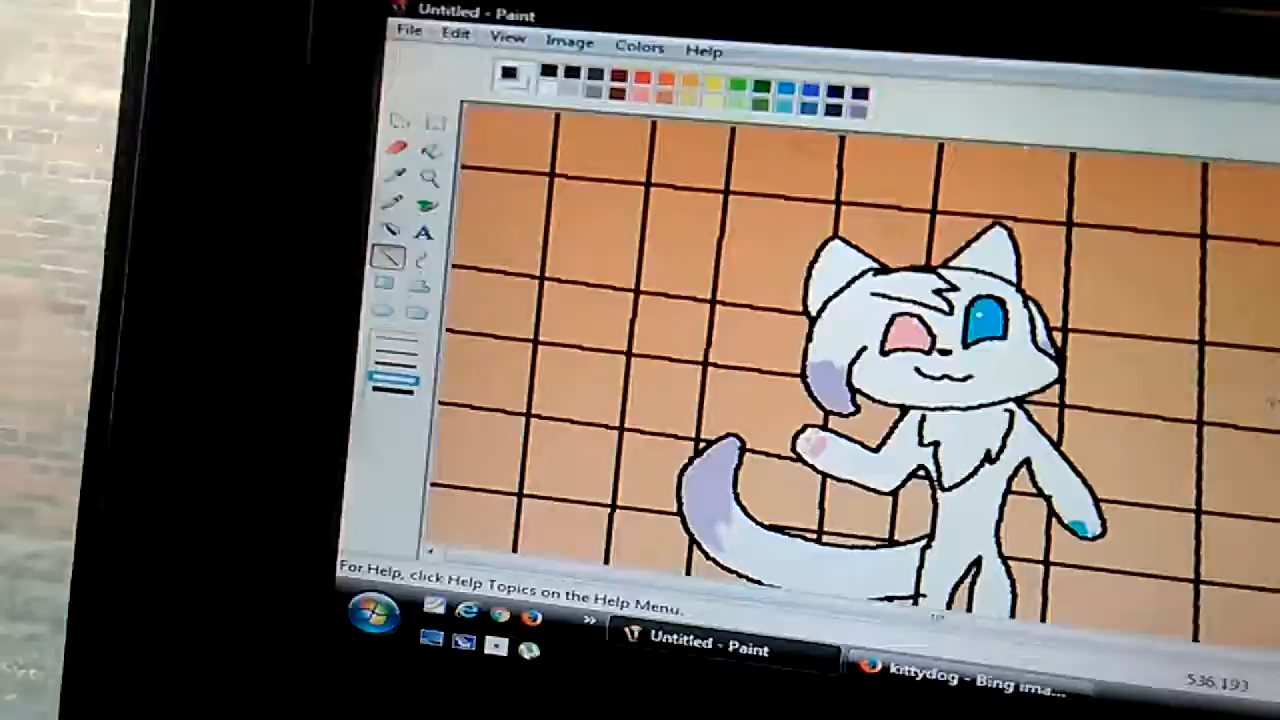 Untitled - Paint
File Edit View Image Colors Help
A
For Help, click Help Topics on the Help Menu.
Untitled - Paint
kittydog - Bing ima...
536,193